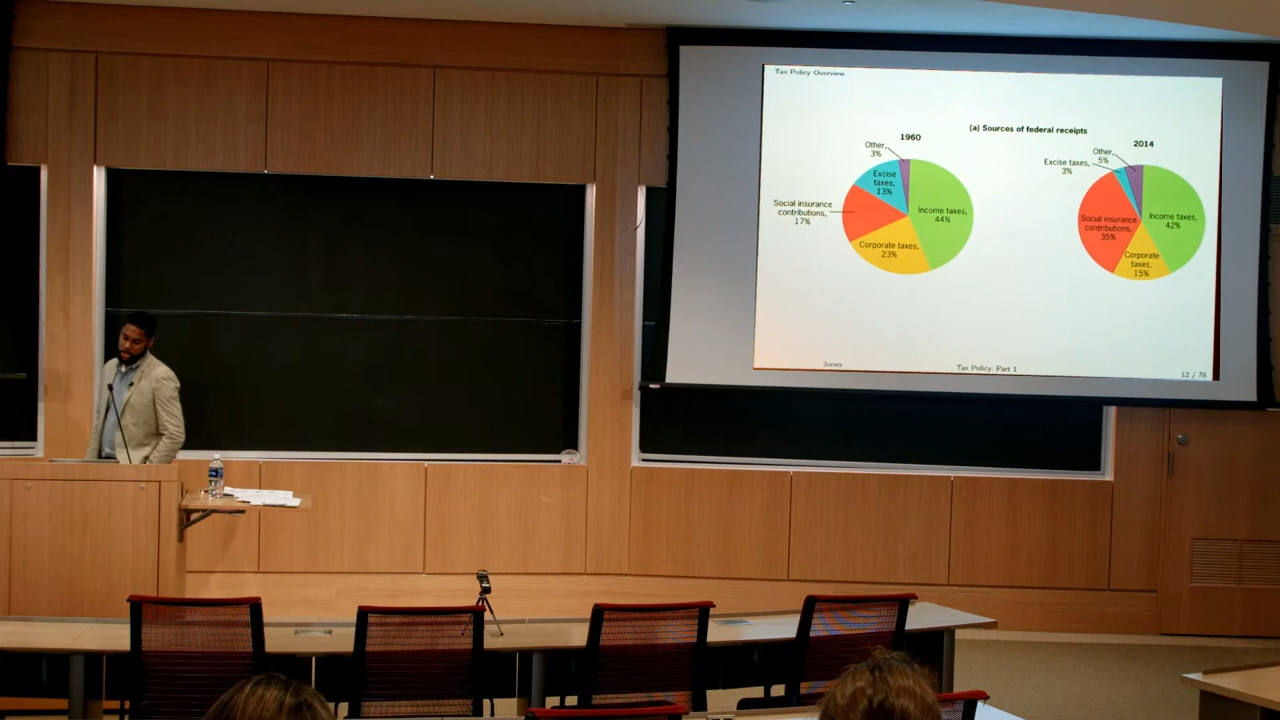 Tax Policy Overview
(a) Sources of federal receipts
1960
Other,
3%
Excise
taxes,
13%
Social insurance
contributions,
17%
Income taxes,
44%
Corporate taxes,
23%
2014
Other,
5%
Excise taxes,
3%
Social insurance
contributions,
35%
Income taxes,
42%
Corporate
taxes,
15%
Jones
Tax Policy: Part 1
12 / 78